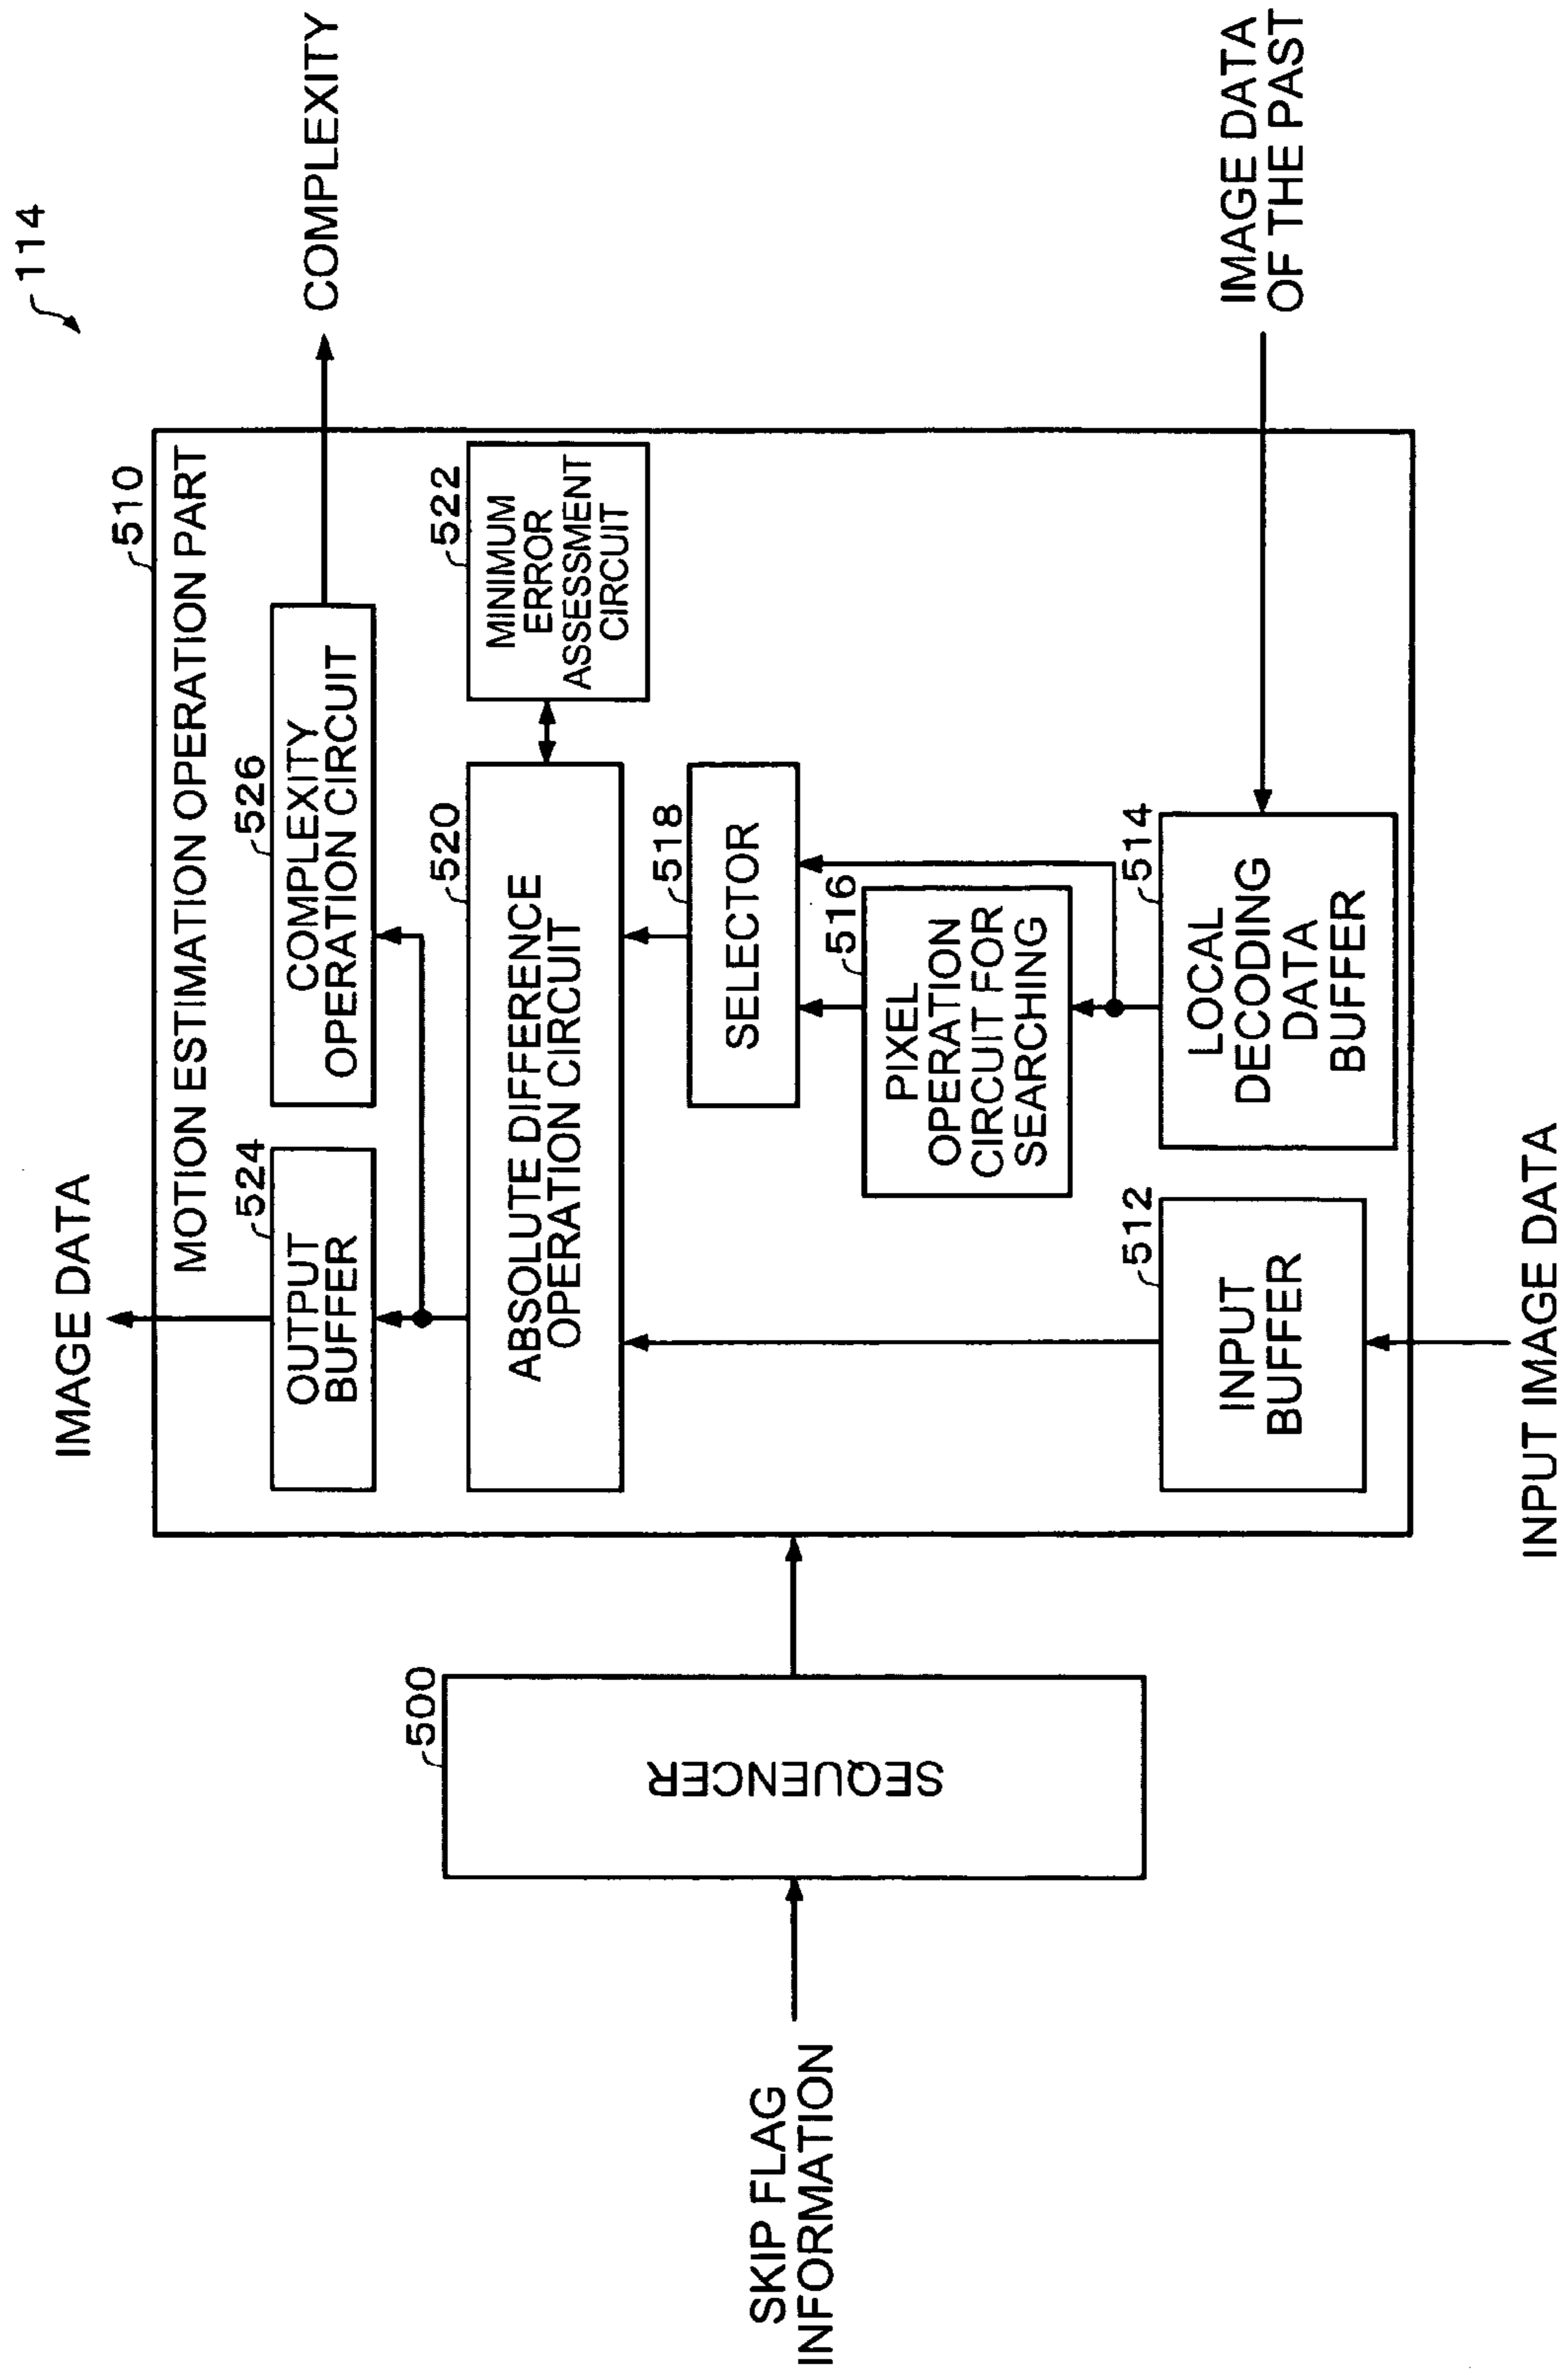 114
IMAGE DATA
COMPLEXITY
510
MOTION ESTIMATION OPERATION PART
524
OUTPUT
BUFFER
526
COMPLEXITY
OPERATION CIRCUIT
520
ABSOLUTE DIFFERENCE
OPERATION CIRCUIT
522
MINIMUM
ERROR
ASSESSMENT
CIRCUIT
518
SELECTOR
516
PIXEL
OPERATION
CIRCUIT FOR
SEARCHING
512
INPUT
BUFFER
514
LOCAL
DECODING
DATA
BUFFER
500
SEQUENCER
SKIP FLAG
INFORMATION
INPUT IMAGE DATA
IMAGE DATA
OF THE PAST